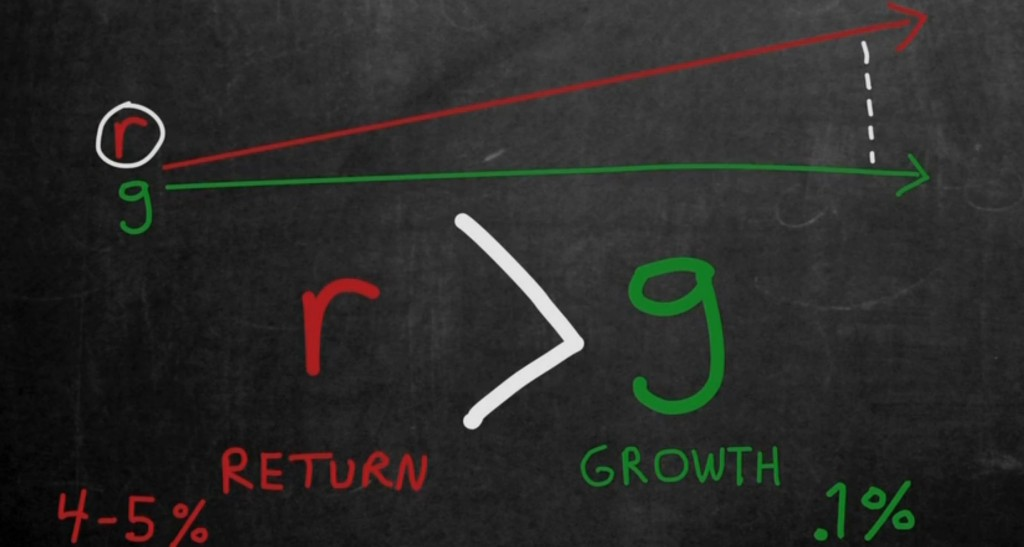 r
g
r > g
RETURN GROWTH
4-5% .1%